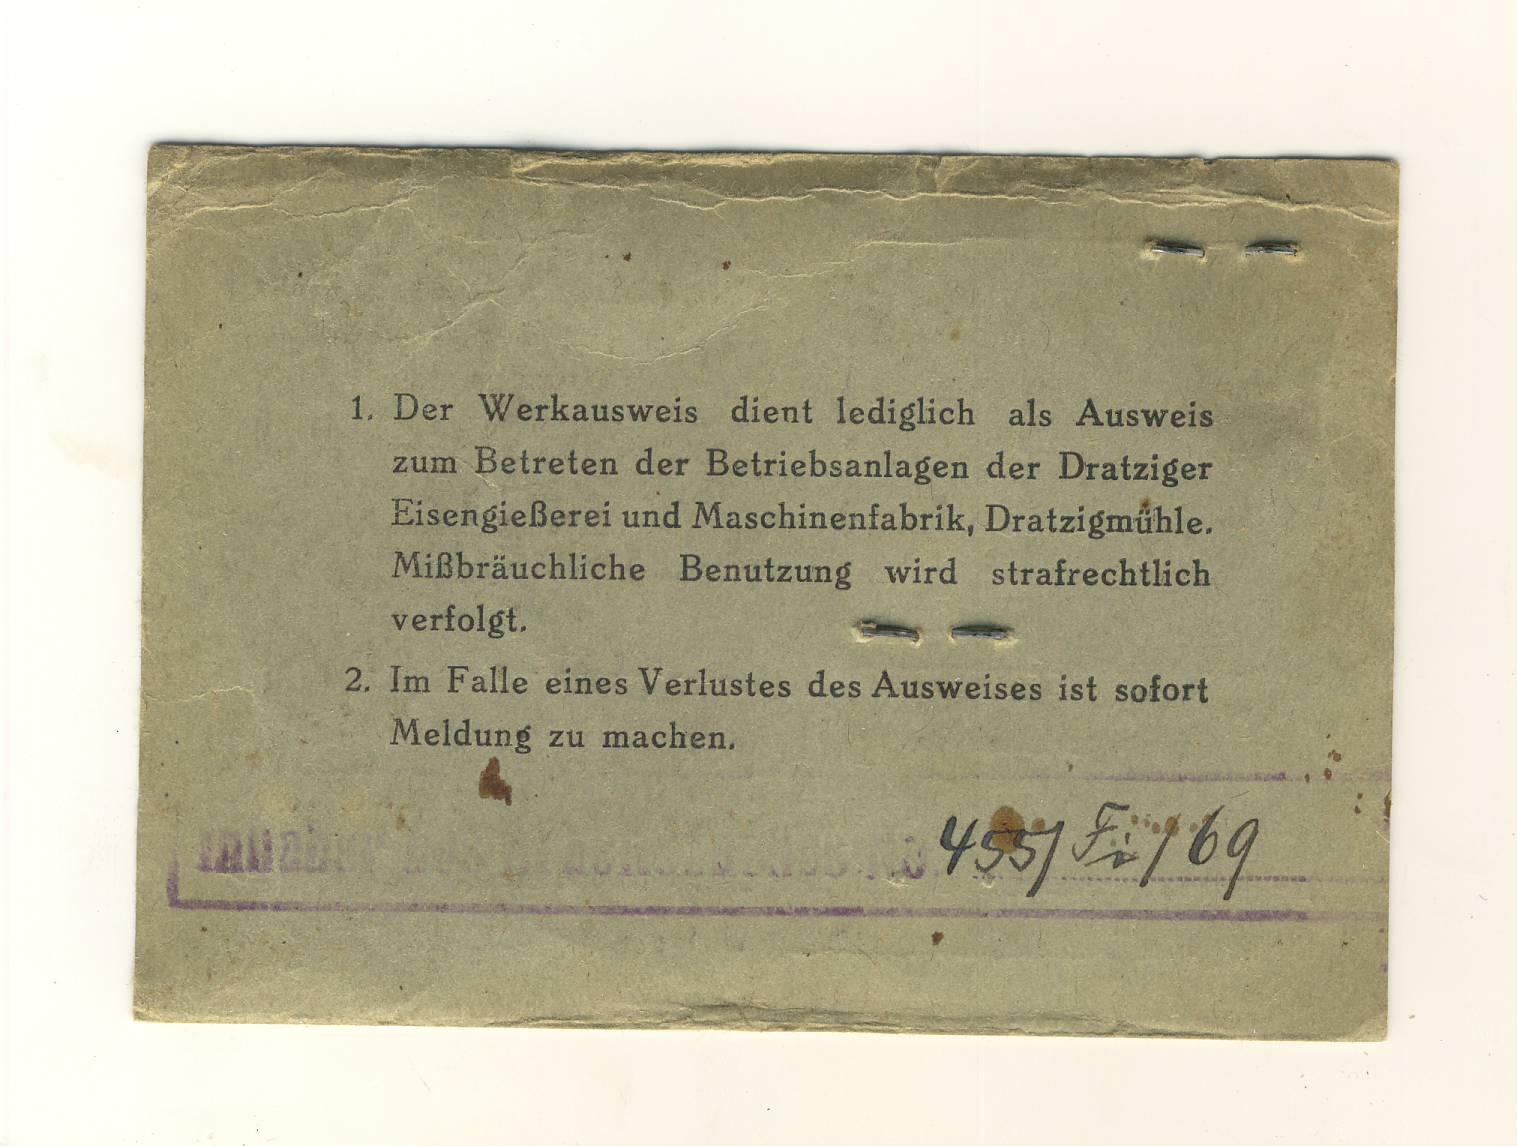 1. Der Werkausweis dient lediglich als Ausweis
zum Betreten der Betriebsanlagen der Dratziger
Eisengießerei und Maschinenfabrik, Dratzigmühle.
Mißbräuchliche Benutzung wird strafrechtlich
verfolgt.
2. Im Falle eines Verlustes des Ausweises ist sofort
Meldung zu machen.
455/Fi/69